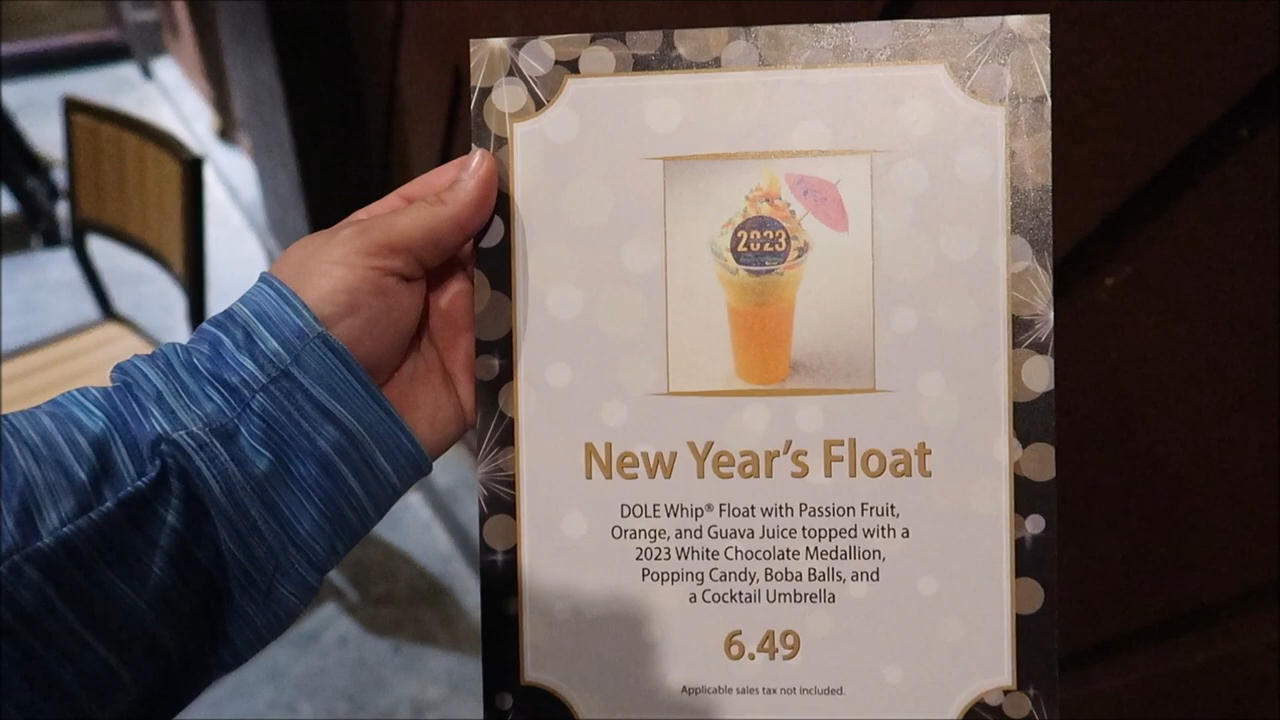 2023
New Year's Float
DOLE Whip® Float with Passion Fruit,
Orange, and Guava Juice topped with a
2023 White Chocolate Medallion,
Popping Candy, Boba Balls, and
a Cocktail Umbrella
6.49
Applicable sales tax not included.